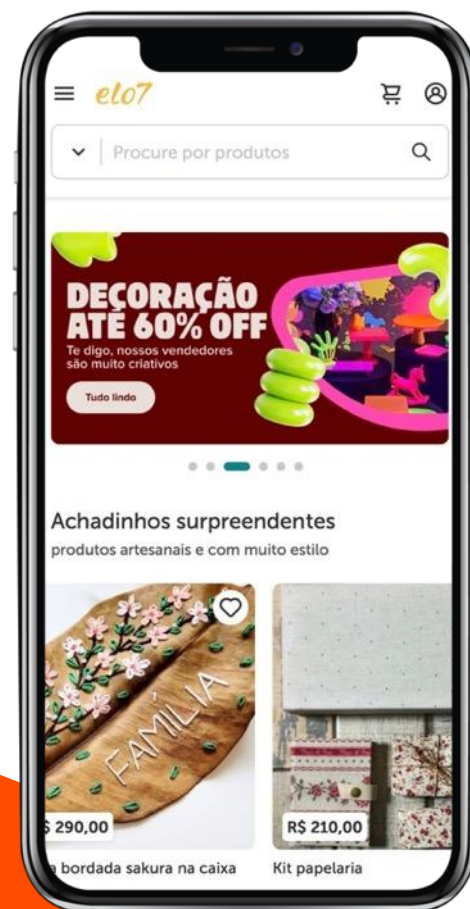 elo7
Procure por produtos
DECORAÇÃO
ATÉ 60% OFF
Te digo, nossos vendedores
são muito criativos
Tudo lindo
Achadinhos surpreendentes
produtos artesanais e com muito estilo
FAMÍLIA
$ 290,00
R$ 210,00
bordada sakura na caixa
Kit papelaria